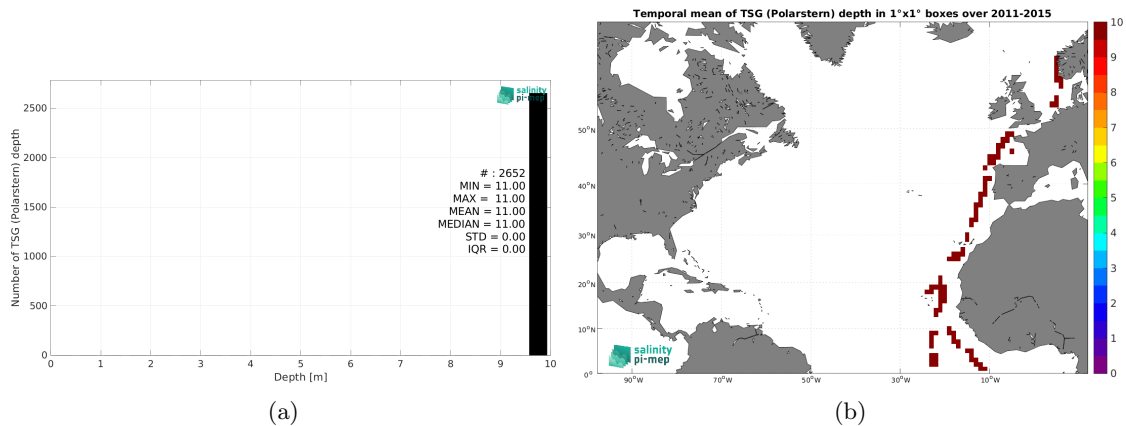 salinity
pi-mep
Number of TSG (Polarstern) depth
2500
2000
1500
1000
500
0
# : 2652
MIN = 11.00
MAX = 11.00
MEAN = 11.00
MEDIAN = 11.00
STD = 0.00
IQR = 0.00
0 1 2 3 4 5 6 7 8 9 10
Depth [m]
(a)
Temporal mean of TSG (Polarstern) depth in 1°x1° boxes over 2011-2015
50°N
40°N
30°N
20°N
10°N
0°
90°W 70°W 50°W 30°W 10°W
salinity
pi-mep
10
9
8
7
6
5
4
3
2
1
0
(b)